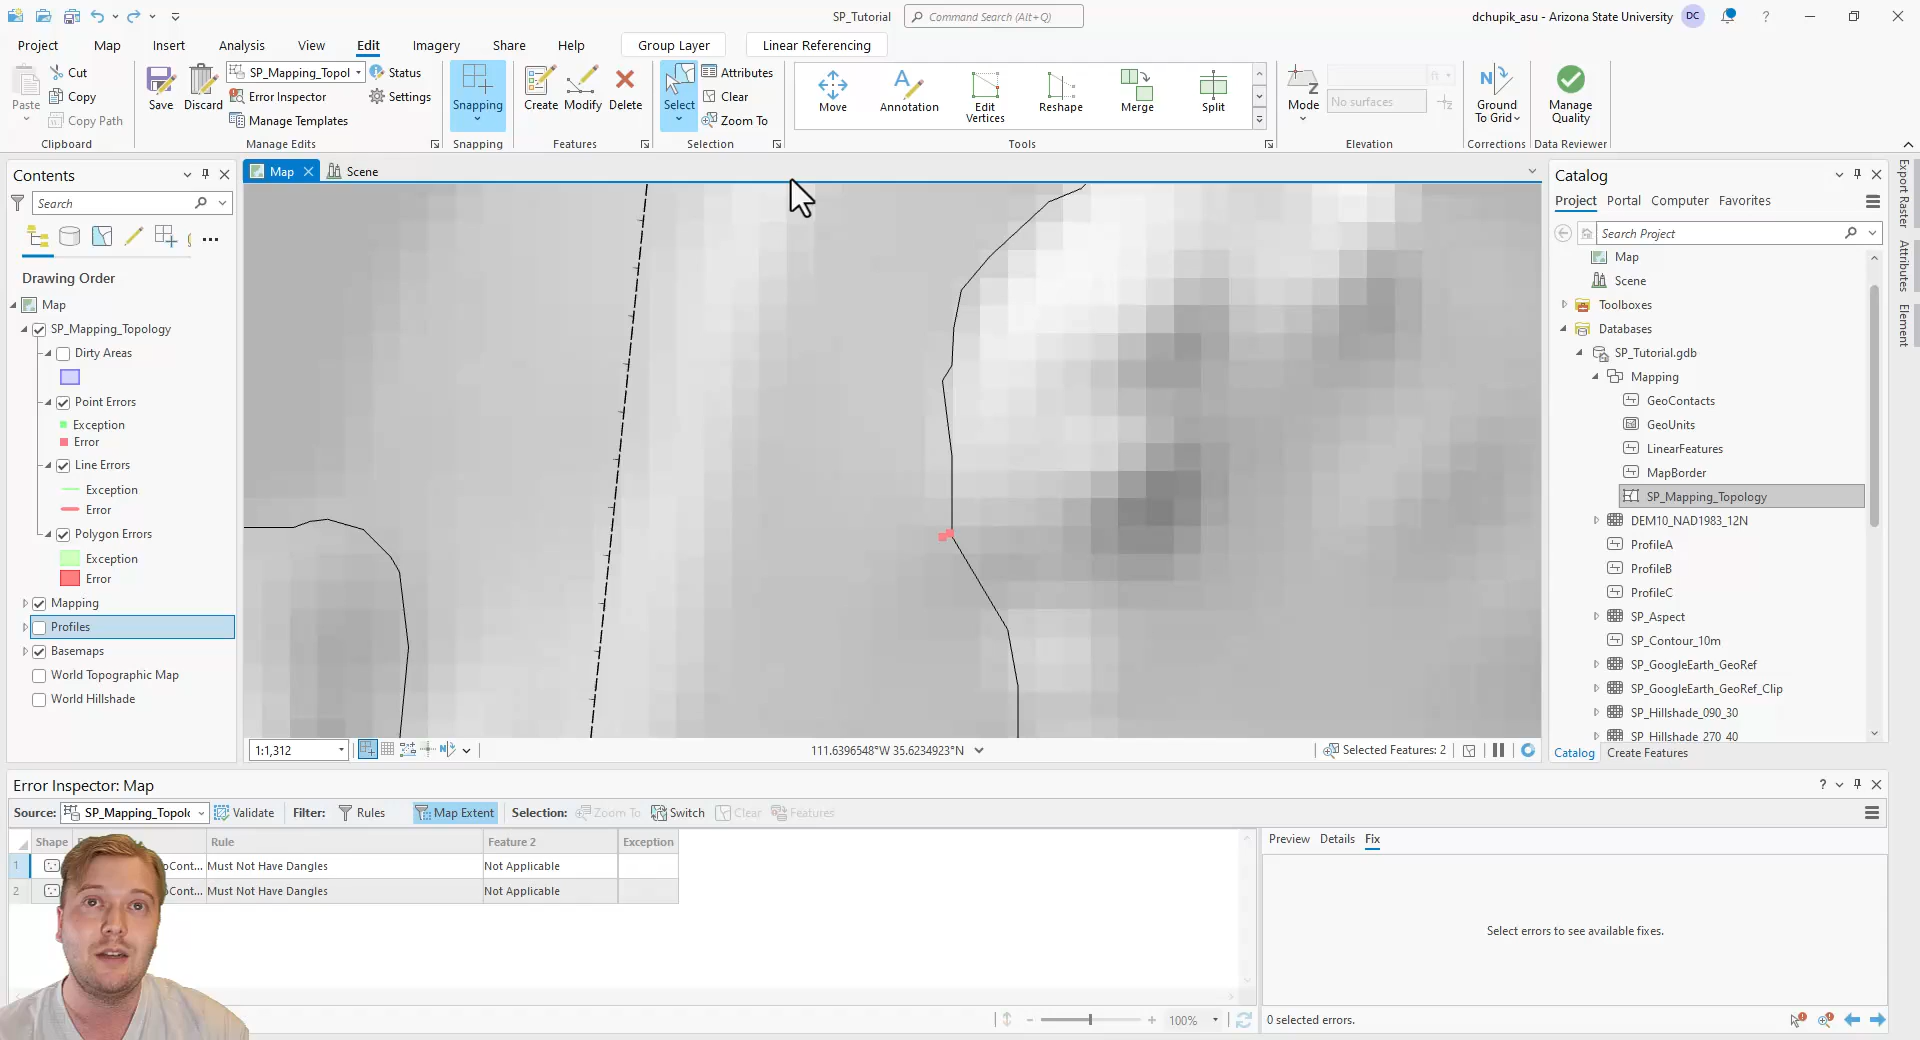 SP_Tutorial
Command Search (Alt+Q)
dchupik_asu - Arizona State University
DC
Project
Map
Insert
Analysis
View
Edit
Imagery
Share
Help
Group Layer
Linear Referencing
Paste
Cut
Copy
Copy Path
Clipboard
Save
Discard
SP_Mapping_Topol
Error Inspector
Manage Templates
Status
Settings
Manage Edits
Snapping
Snapping
Create
Modify
Delete
Features
Select
Attributes
Clear
Zoom To
Selection
Move
Annotation
Edit
Vertices
Reshape
Merge
Split
Tools
Mode
ft
No surfaces
Elevation
Ground
To Grid
Corrections
Manage
Quality
Data Reviewer
Contents
Search
Drawing Order
Map
SP_Mapping_Topology
Dirty Areas
Point Errors
Exception
Error
Line Errors
Exception
Error
Polygon Errors
Exception
Error
Mapping
Profiles
Basemaps
World Topographic Map
World Hillshade
Map
Scene
1:1,312
111.6396548°W 35.6234923°N
Selected Features: 2
Catalog
Project
Portal
Computer
Favorites
Search Project
Map
Scene
Toolboxes
Databases
SP_Tutorial.gdb
Mapping
GeoContacts
GeoUnits
LinearFeatures
MapBorder
SP_Mapping_Topology
DEM10_NAD1983_12N
ProfileA
ProfileB
ProfileC
SP_Aspect
SP_Contour_10m
SP_GoogleEarth_GeoRef
SP_GoogleEarth_GeoRef_Clip
SP_Hillshade_090_30
SP_Hillshade_270_40
Catalog
Create Features
Export Raster
Attributes
Element
Error Inspector: Map
Source:
SP_Mapping_Topolo
Validate
Filter:
Rules
Map Extent
Selection:
Zoom To
Switch
Clear
Features
Shape
Rule
Feature 2
Exception
1
oCont...
Must Not Have Dangles
Not Applicable
2
oCont...
Must Not Have Dangles
Not Applicable
Preview
Details
Fix
Select errors to see available fixes.
100%
0 selected errors.